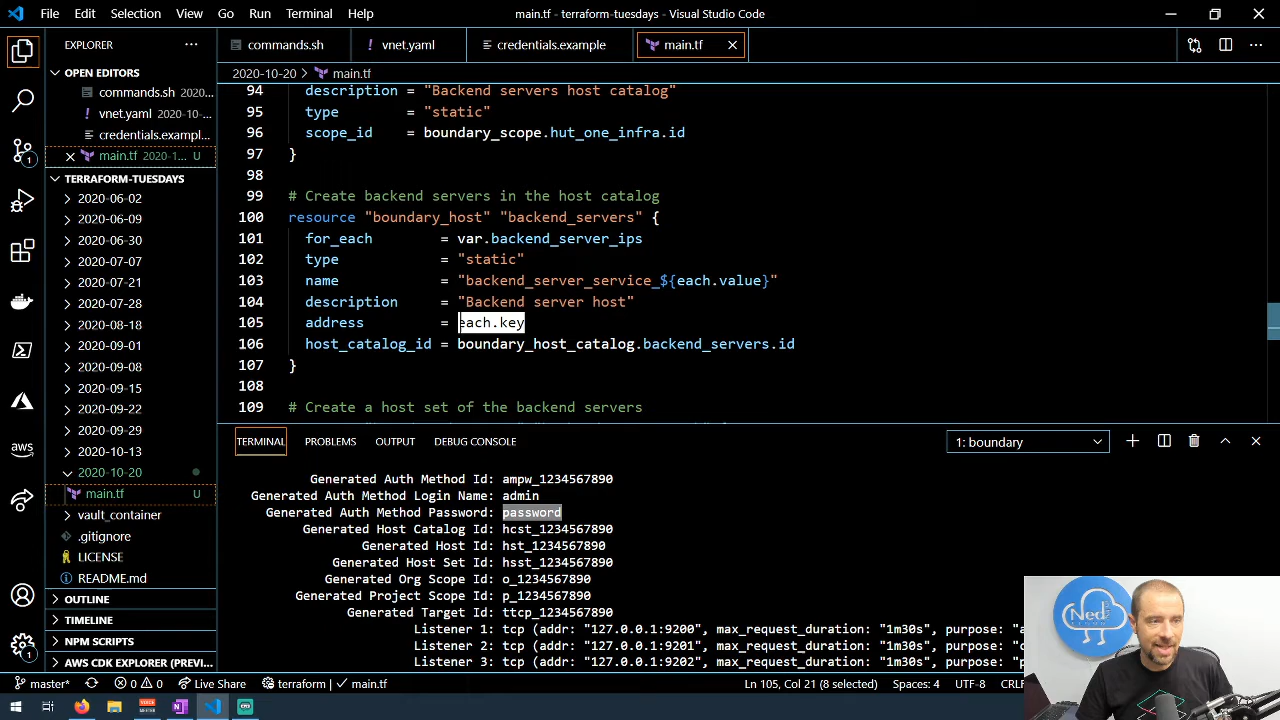 File Edit Selection View Go Run Terminal Help
main.tf - terraform-tuesdays - Visual Studio Code
EXPLORER
commands.sh
vnet.yaml
credentials.example
main.tf
OPEN EDITORS
2020-10-20 > main.tf
commands.sh 2020...
vnet.yaml 2020-10-...
credentials.exampl...
main.tf 2020-1... U
TERRAFORM-TUESDAYS
2020-06-02
2020-06-09
2020-06-30
2020-07-07
2020-07-21
2020-07-28
2020-08-18
2020-09-08
2020-09-15
2020-09-22
2020-09-29
2020-10-13
2020-10-20
main.tf U
vault_container
.gitignore
LICENSE
README.md
OUTLINE
TIMELINE
NPM SCRIPTS
AWS CDK EXPLORER (PREVI...
94 description = "Backend servers host catalog"
95 type = "static"
96 scope_id = boundary_scope.hut_one_infra.id
97 }
98
99 # Create backend servers in the host catalog
100 resource "boundary_host" "backend_servers" {
101 for_each = var.backend_server_ips
102 type = "static"
103 name = "backend_server_service_${each.value}"
104 description = "Backend server host"
105 address = each.key
106 host_catalog_id = boundary_host_catalog.backend_servers.id
107 }
108
109 # Create a host set of the backend servers
TERMINAL PROBLEMS OUTPUT DEBUG CONSOLE
1: boundary
Generated Auth Method Id: ampw_1234567890
Generated Auth Method Login Name: admin
Generated Auth Method Password: password
Generated Host Catalog Id: hcst_1234567890
Generated Host Id: hst_1234567890
Generated Host Set Id: hsst_1234567890
Generated Org Scope Id: o_1234567890
Generated Project Scope Id: p_1234567890
Generated Target Id: ttcp_1234567890
Listener 1: tcp (addr: "127.0.0.1:9200", max_request_duration: "1m30s", purpose: "a
Listener 2: tcp (addr: "127.0.0.1:9201", max_request_duration: "1m30s", purpose: "c
Listener 3: tcp (addr: "127.0.0.1:9202", max_request_duration: "1m30s", purpose: "p
Ned
master* 0 0 Live Share terraform | main.tf
Ln 105, Col 21 (8 selected) Spaces: 4 UTF-8 CRLF